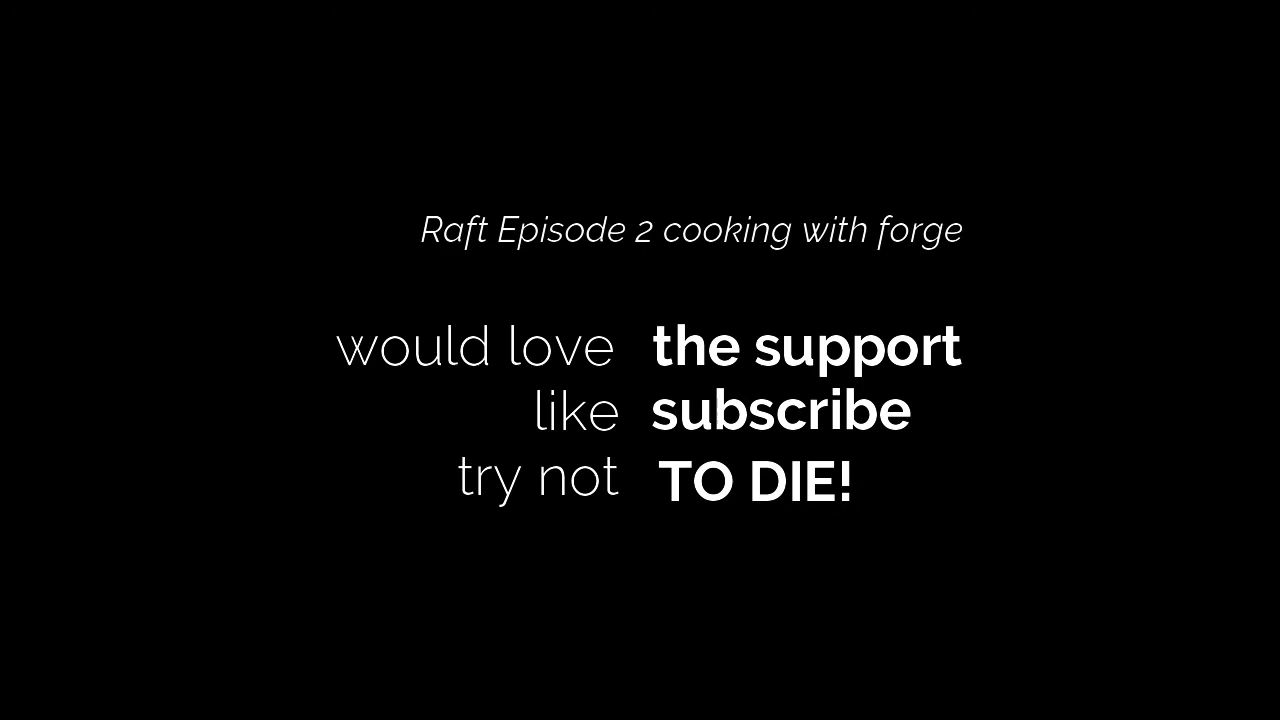 Raft Episode 2 cooking with forge
would love the support
like subscribe
try not TO DIE!